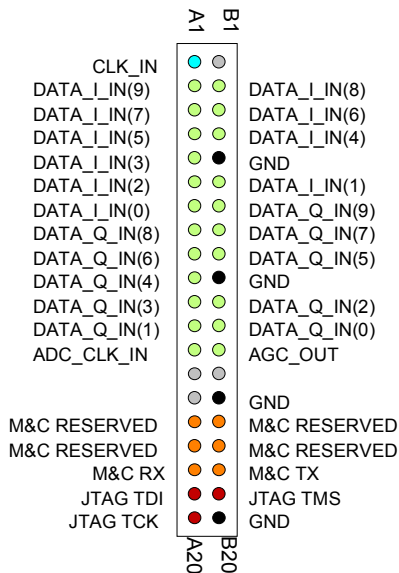 A1 B1
CLK_IN
DATA_I_IN(9) DATA_I_IN(8)
DATA_I_IN(7) DATA_I_IN(6)
DATA_I_IN(5) DATA_I_IN(4)
DATA_I_IN(3) GND
DATA_I_IN(2) DATA_I_IN(1)
DATA_I_IN(0) DATA_Q_IN(9)
DATA_Q_IN(8) DATA_Q_IN(7)
DATA_Q_IN(6) DATA_Q_IN(5)
DATA_Q_IN(4) GND
DATA_Q_IN(3) DATA_Q_IN(2)
DATA_Q_IN(1) DATA_Q_IN(0)
ADC_CLK_IN AGC_OUT
GND
M&C RESERVED M&C RESERVED
M&C RESERVED M&C RESERVED
M&C RX M&C TX
JTAG TDI JTAG TMS
JTAG TCK GND
A20 B20